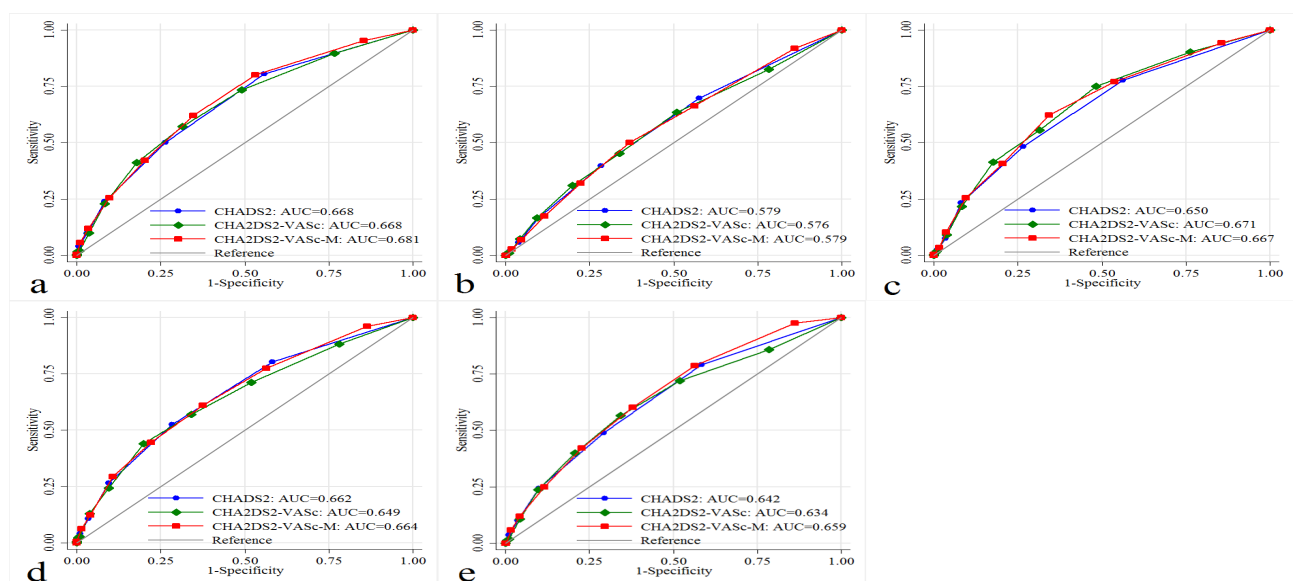 1.00
0.75
0.50
0.25
0.00
Sensitivity
CHADS2: AUC=0.668
CHA2DS2-VASc: AUC=0.668
CHA2DS2-VASc-M: AUC=0.681
Reference
0.00 0.25 0.50 0.75 1.00
1-Specificity
a
1.00
0.75
0.50
0.25
0.00
Sensitivity
CHADS2: AUC=0.579
CHA2DS2-VASc: AUC=0.576
CHA2DS2-VASc-M: AUC=0.579
Reference
0.00 0.25 0.50 0.75 1.00
1-Specificity
b
1.00
0.75
0.50
0.25
0.00
Sensitivity
CHADS2: AUC=0.650
CHA2DS2-VASc: AUC=0.671
CHA2DS2-VASc-M: AUC=0.667
Reference
0.00 0.25 0.50 0.75 1.00
1-Specificity
c
1.00
0.75
0.50
0.25
0.00
Sensitivity
CHADS2: AUC=0.662
CHA2DS2-VASc: AUC=0.649
CHA2DS2-VASc-M: AUC=0.664
Reference
0.00 0.25 0.50 0.75 1.00
1-Specificity
d
1.00
0.75
0.50
0.25
0.00
Sensitivity
CHADS2: AUC=0.642
CHA2DS2-VASc: AUC=0.634
CHA2DS2-VASc-M: AUC=0.659
Reference
0.00 0.25 0.50 0.75 1.00
1-Specificity
e